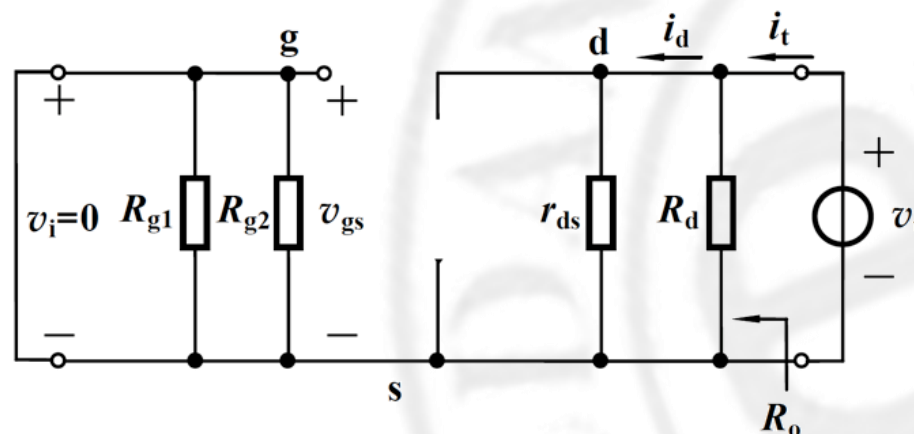 g
d
i_d
i_t
+
+
+
v_i=0
R_g1
R_g2
v_gs
r_ds
R_d
−
−
−
s
R_o